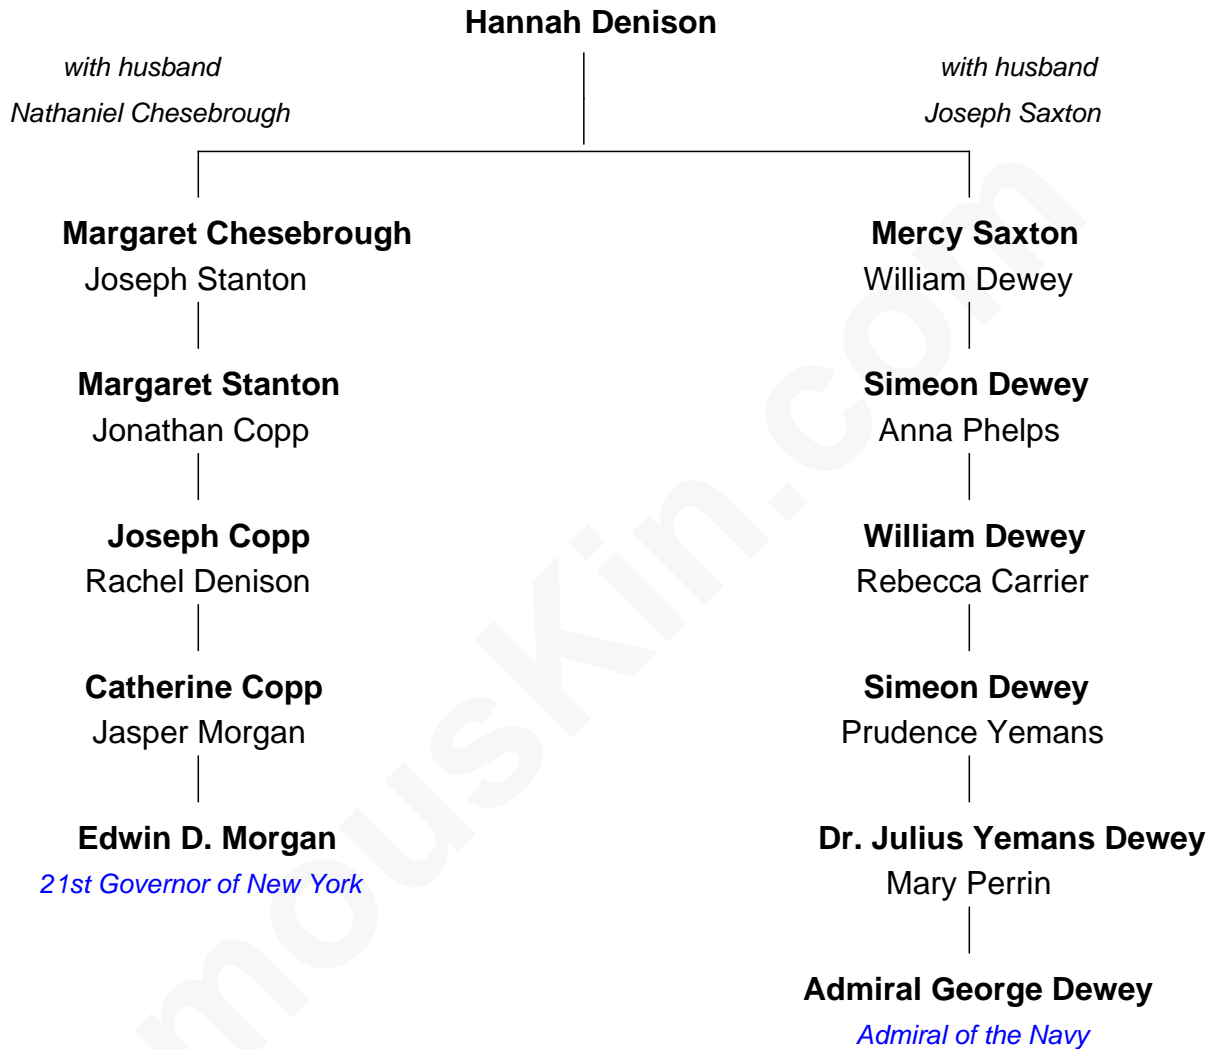 Hannah Denison
with husband
Nathaniel Chesebrough
with husband
Joseph Saxton
Margaret Chesebrough
Joseph Stanton
Mercy Saxton
William Dewey
Margaret Stanton
Jonathan Copp
Simeon Dewey
Anna Phelps
Joseph Copp
Rachel Denison
William Dewey
Rebecca Carrier
Catherine Copp
Jasper Morgan
Simeon Dewey
Prudence Yemans
Edwin D. Morgan
21st Governor of New York
Dr. Julius Yemans Dewey
Mary Perrin
Admiral George Dewey
Admiral of the Navy
mousKin.com